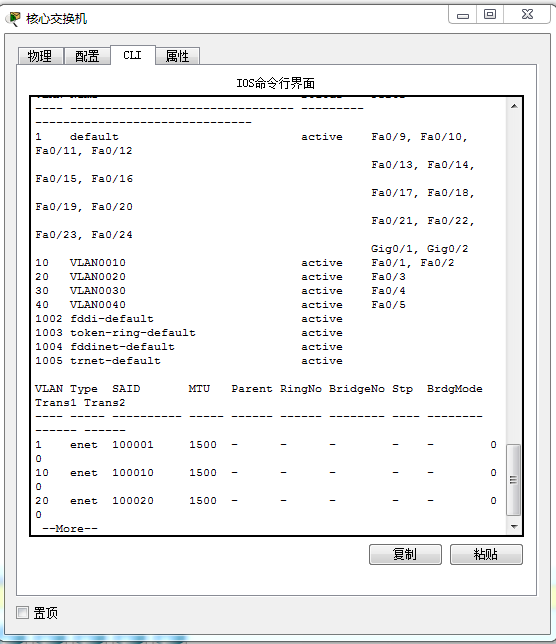 核心交换机
物理 配置 CLI 属性
IOS命令行界面
---- -------------------------------- ---------
-------------------------------
1    default                          active    Fa0/9, Fa0/10,
Fa0/11, Fa0/12
                                                Fa0/13, Fa0/14,
Fa0/15, Fa0/16
                                                Fa0/17, Fa0/18,
Fa0/19, Fa0/20
                                                Fa0/21, Fa0/22,
Fa0/23, Fa0/24
                                                Gig0/1, Gig0/2
10   VLAN0010                         active    Fa0/1, Fa0/2
20   VLAN0020                         active    Fa0/3
30   VLAN0030                         active    Fa0/4
40   VLAN0040                         active    Fa0/5
1002 fddi-default                     active
1003 token-ring-default               active
1004 fddinet-default                  active
1005 trnet-default                    active
VLAN Type  SAID       MTU   Parent RingNo BridgeNo Stp  BrdgMode
Trans1 Trans2
---- ----- ---------- ----- ------ ------ -------- ---- --------
------ ------
1    enet  100001     1500  -      -      -        -    -        0
0
10   enet  100010     1500  -      -      -        -    -        0
0
20   enet  100020     1500  -      -      -        -    -        0
0
 --More--
复制 粘贴
置顶